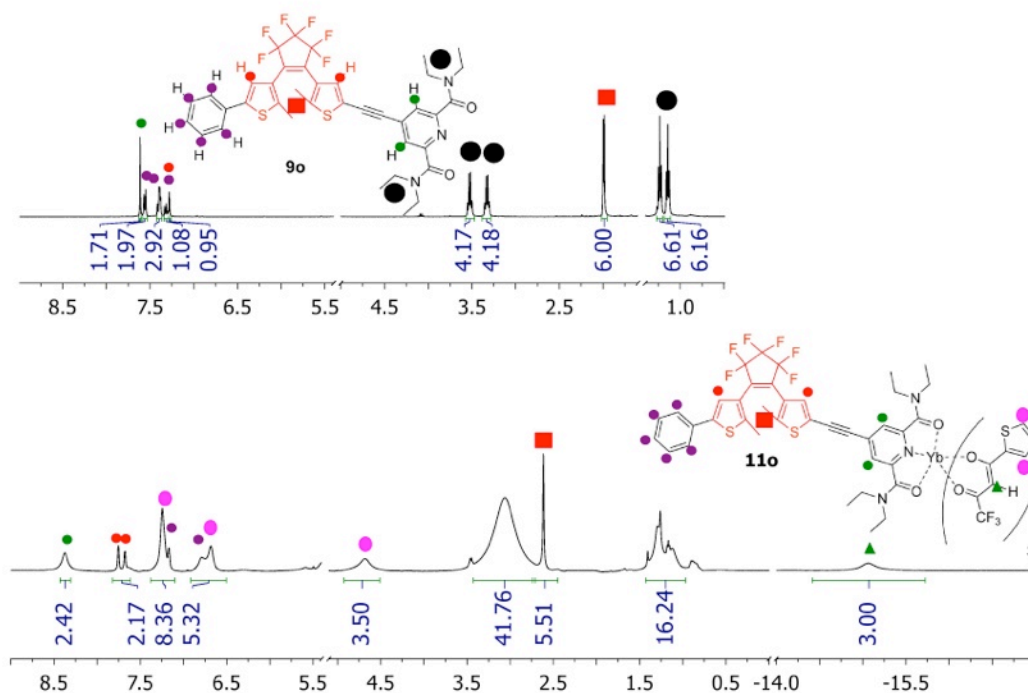 F F
F F
F F
H H
H H N O
H S S H N
H H H O
H N
9o
1.71 1.97 2.92 1.08 0.95 4.17 4.18 6.00 6.61 6.16
8.5 7.5 6.5 5.5 4.5 3.5 2.5 1.0
F F
F F
F F
N O
S S N Yb O S
O O H
N CF3
11o
2.42 2.17 8.36 5.32 3.50 41.76 5.51 16.24 3.00
8.5 7.5 6.5 5.5 4.5 3.5 2.5 1.5 0.5 -14.0 -15.5